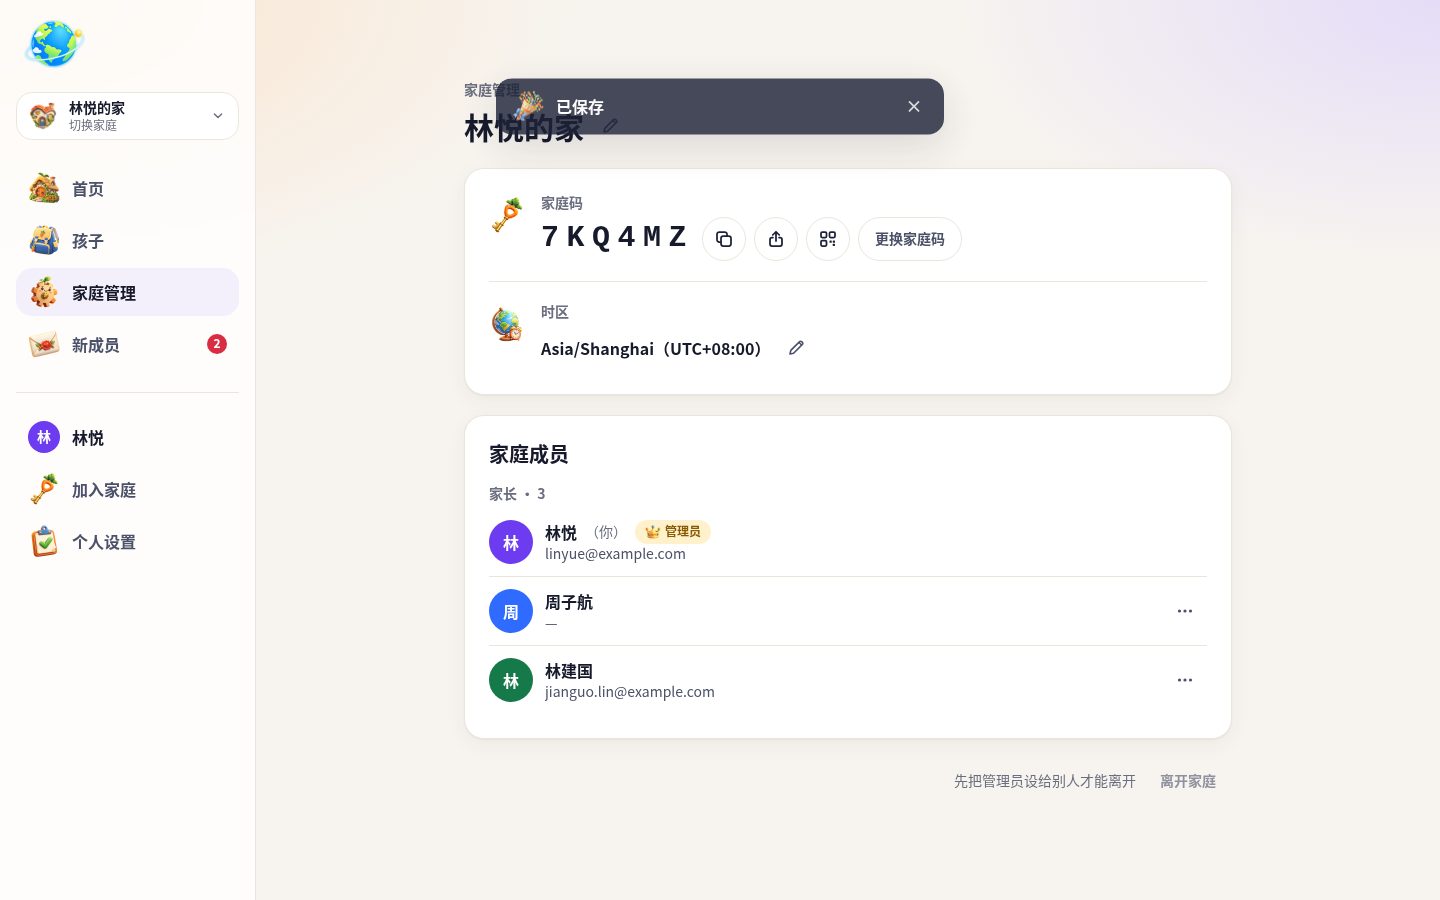 林悦的家
切换家庭
首页
孩子
家庭管理
新成员
2
林
林悦
加入家庭
个人设置
家庭管理
已保存
林悦的家
家庭码
7KQ4MZ
更换家庭码
时区
Asia/Shanghai（UTC+08:00）
家庭成员
家长 · 3
林
林悦 （你） 管理员
linyue@example.com
周
周子航
—
林
林建国
jianguo.lin@example.com
先把管理员设给别人才能离开 离开家庭